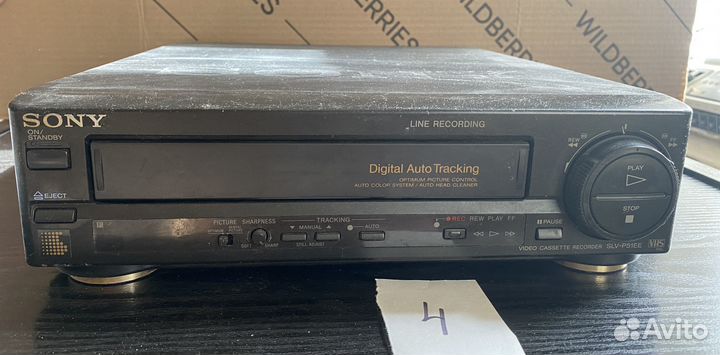 WILDBERRIES
WILDBERRIES
SONY
LINE RECORDING
ON/
STANDBY
REW
FF
PLAY
Digital Auto Tracking
OPTIMUM PICTURE CONTROL
AUTO COLOR SYSTEM / AUTO HEAD CLEANER
EJECT
STOP
PICTURE
SHARPNESS
TRACKING
MANUAL
AUTO
REC REW PLAY FF
PAUSE
SOFT
SHARP
STILL ADJUST
VIDEO CASSETTE RECORDER SLV-P51EE
VHS
4
Avito